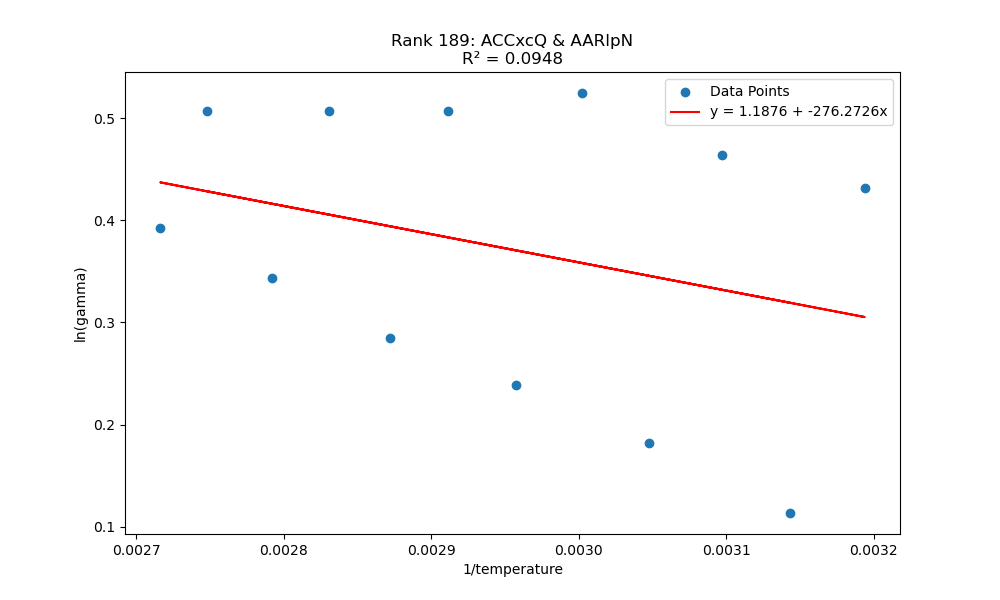 Rank 189: ACCxcQ & AARlpN
R² = 0.0948
Data Points
y = 1.1876 + -276.2726x
ln(gamma)
0.5
0.4
0.3
0.2
0.1
0.0027 0.0028 0.0029 0.0030 0.0031 0.0032
1/temperature